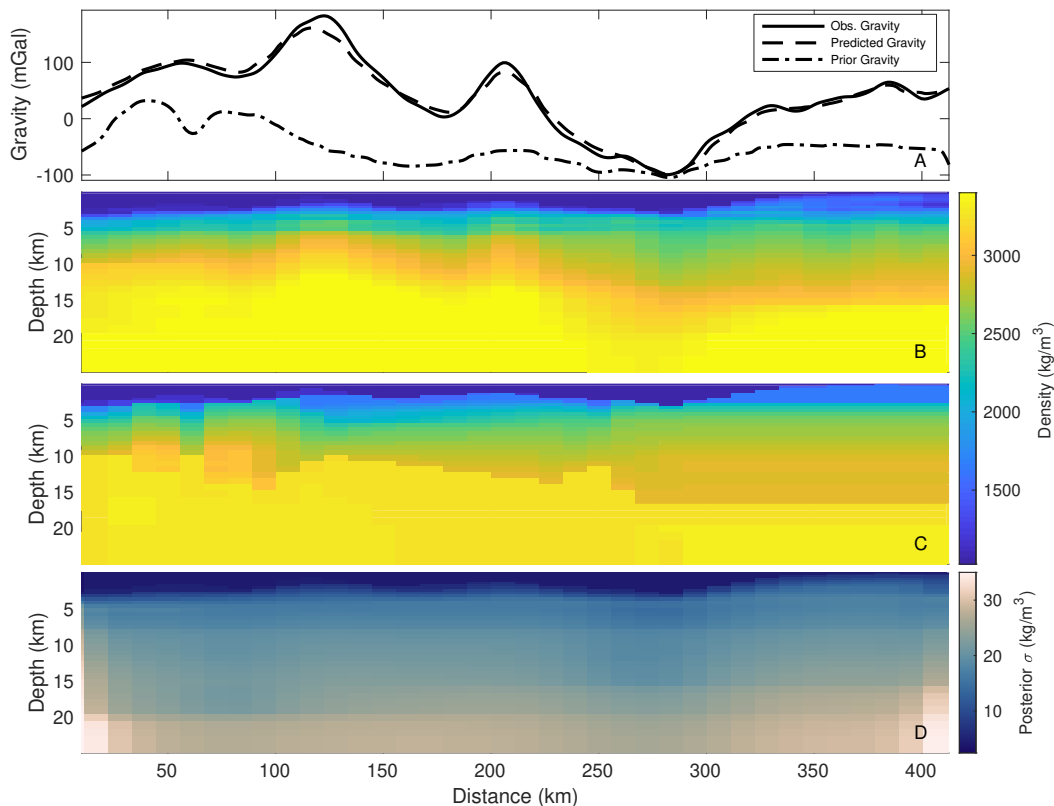 Obs. Gravity
Predicted Gravity
Prior Gravity
Gravity (mGal)
100
0
-100
A
Depth (km)
5
10
15
20
B
Depth (km)
5
10
15
20
C
3000
2500
2000
1500
Density (kg/m³)
Depth (km)
5
10
15
20
D
30
20
10
Posterior σ (kg/m³)
50 100 150 200 250 300 350 400
Distance (km)